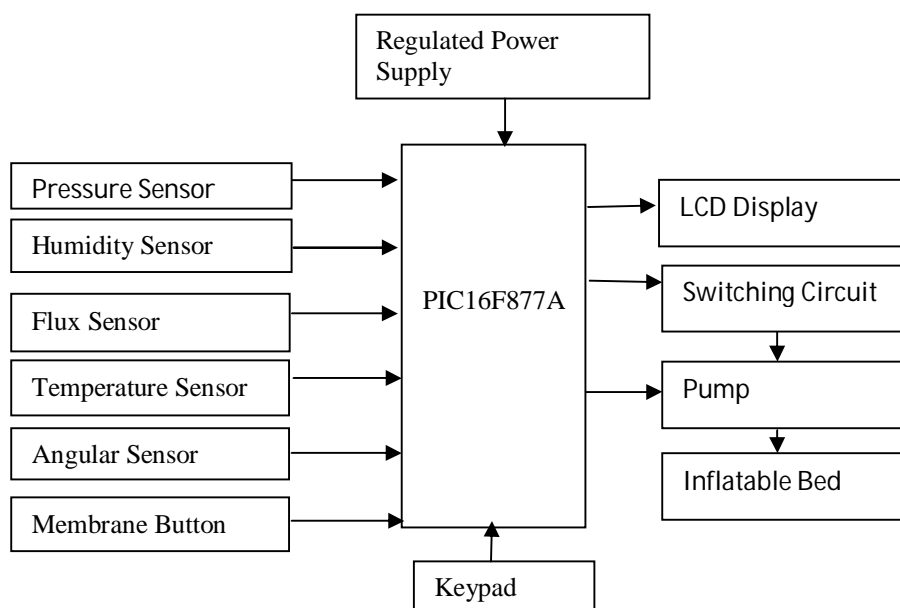 Regulated Power
Supply
Pressure Sensor
Humidity Sensor
Flux Sensor
Temperature Sensor
Angular Sensor
Membrane Button
PIC16F877A
LCD Display
Switching Circuit
Pump
Inflatable Bed
Keypad